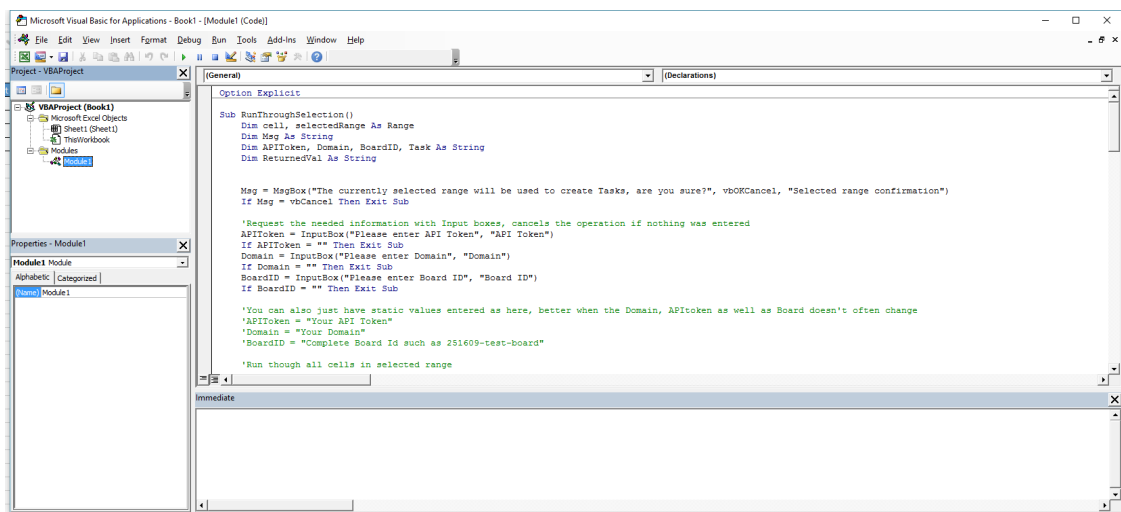 Microsoft Visual Basic for Applications - Book1 - [Module1 (Code)]
File Edit View Insert Format Debug Run Tools Add-Ins Window Help
Project - VBAProject
VBAProject (Book1)
Microsoft Excel Objects
Sheet1 (Sheet1)
ThisWorkbook
Modules
Module1
Properties - Module1
Module1 Module
Alphabetic Categorized
(Name) Module1
(General) (Declarations)
Option Explicit
Sub RunThroughSelection()
Dim cell, selectedRange As Range
Dim Msg As String
Dim APIToken, Domain, BoardID, Task As String
Dim ReturnedVal As String
Msg = MsgBox("The currently selected range will be used to create Tasks, are you sure?", vbOKCancel, "Selected range confirmation")
If Msg = vbCancel Then Exit Sub
'Request the needed information with Input boxes, cancels the operation if nothing was entered
APIToken = InputBox("Please enter API Token", "API Token")
If APIToken = "" Then Exit Sub
Domain = InputBox("Please enter Domain", "Domain")
If Domain = "" Then Exit Sub
BoardID = InputBox("Please enter Board ID", "Board ID")
If BoardID = "" Then Exit Sub
'You can also just have static values entered as here, better when the Domain, APItoken as well as Board doesn't often change
'APIToken = "Your API Token"
'Domain = "Your Domain"
'BoardID = "Complete Board Id such as 251609-test-board"
'Run though all cells in selected range
Immediate